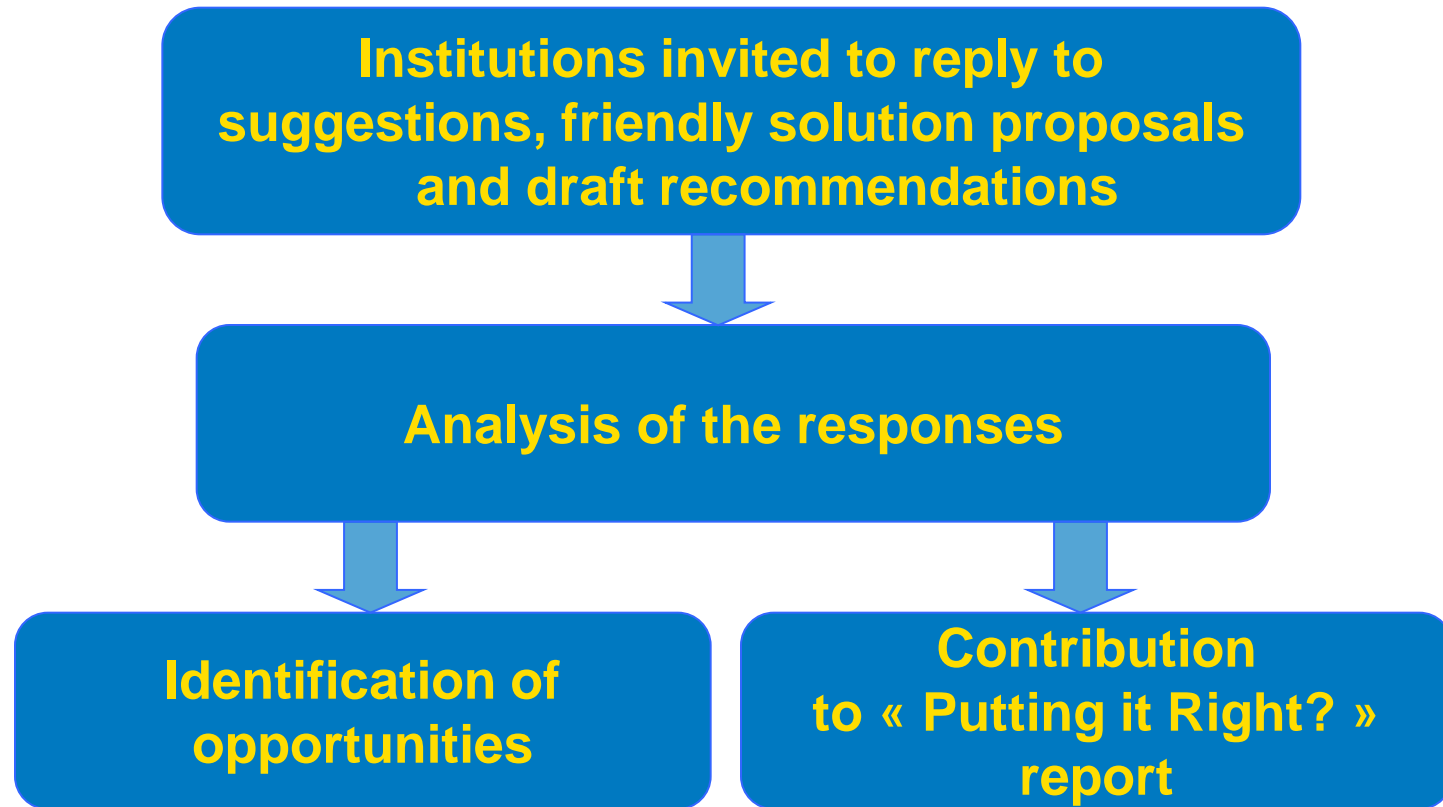 Institutions invited to reply to
suggestions, friendly solution proposals
and draft recommendations
Analysis of the responses
Identification of
opportunities
Contribution
to « Putting it Right? »
report